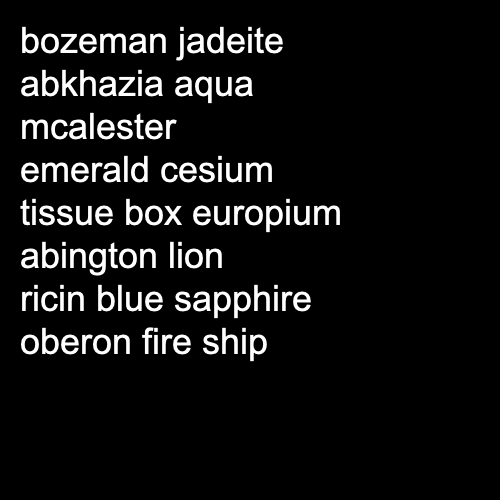 bozeman jadeite
abkhazia aqua
mcalester
emerald cesium
tissue box europium
abington lion
ricin blue sapphire
oberon fire ship